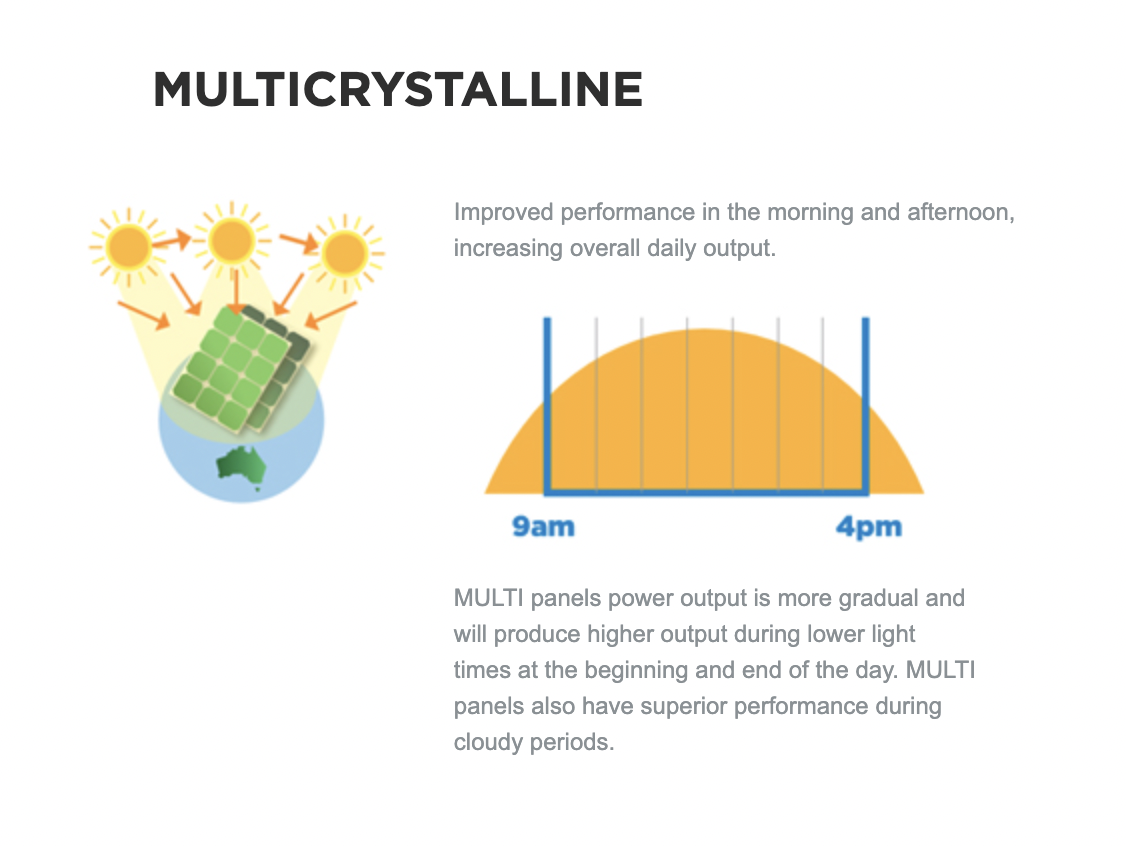 MULTICRYSTALLINE
Improved performance in the morning and afternoon,
increasing overall daily output.
9am
4pm
MULTI panels power output is more gradual and
will produce higher output during lower light
times at the beginning and end of the day. MULTI
panels also have superior performance during
cloudy periods.